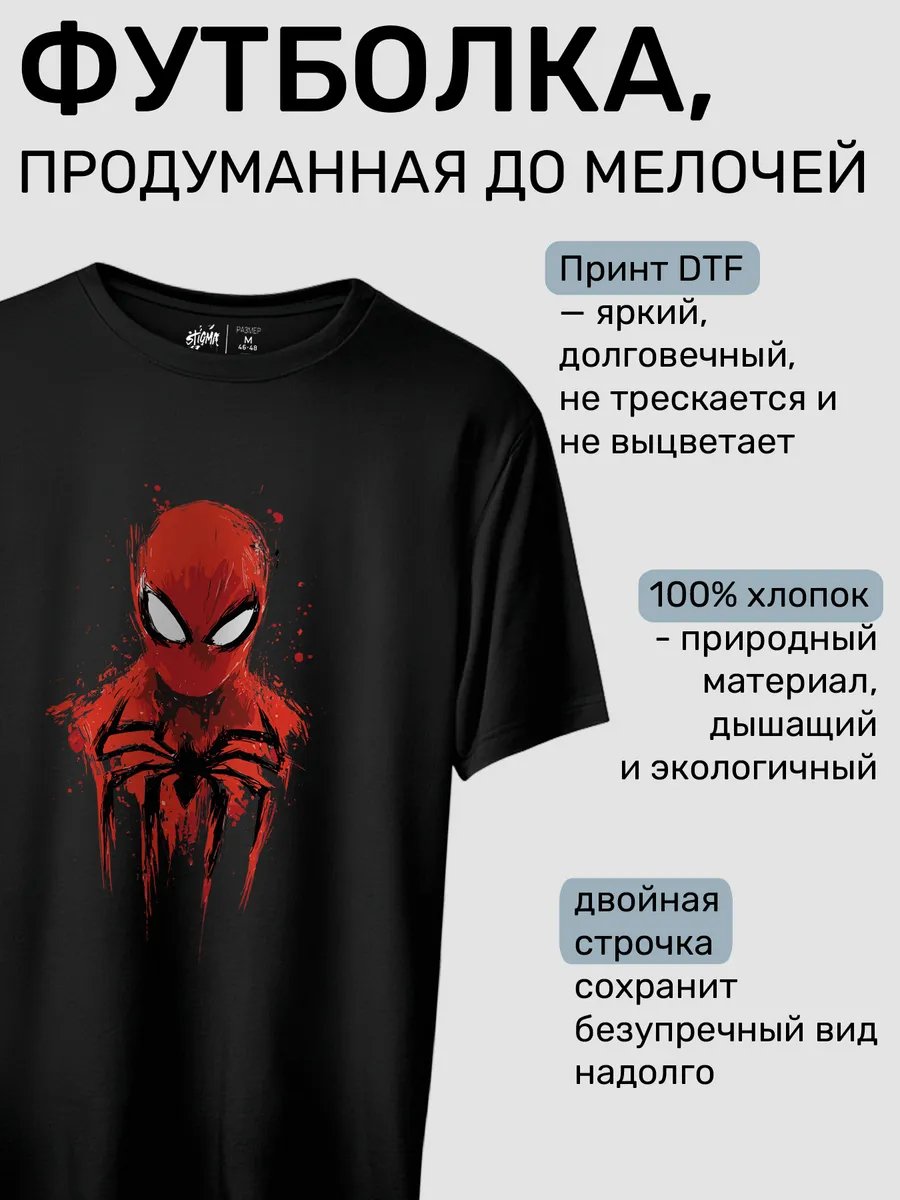 ФУТБОЛКА,
ПРОДУМАННАЯ ДО МЕЛОЧЕЙ
STIGMA
РАЗМЕР
M
46-48
Принт DTF
— яркий,
долговечный,
не трескается и
не выцветает
100% хлопок
- природный
материал,
дышащий
и экологичный
двойная
строчка
сохранит
безупречный вид
надолго